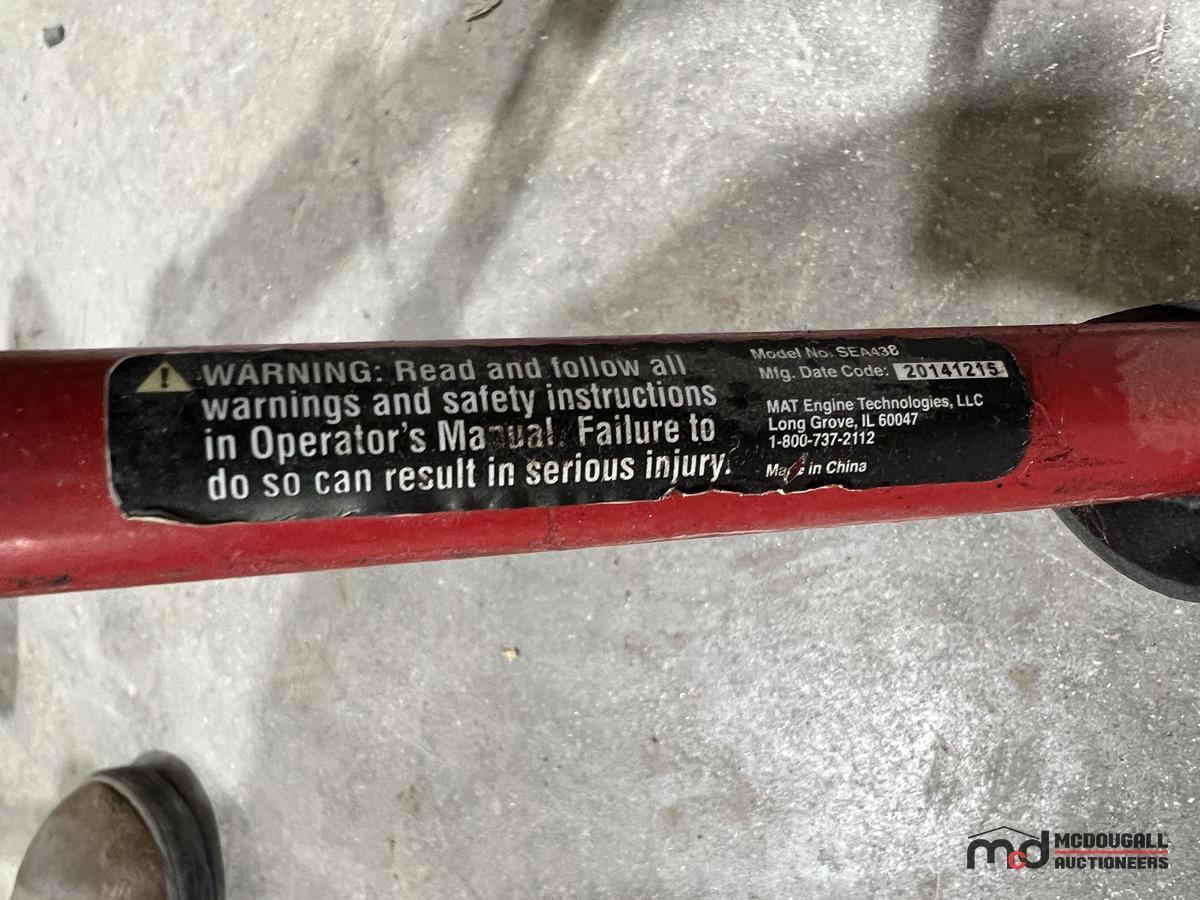 WARNING: Read and follow all
warnings and safety instructions
in Operator's Manual. Failure to
do so can result in serious injury.
Model No. SEA438
Mfg. Date Code: 20141215
MAT Engine Technologies, LLC
Long Grove, IL 60047
1-800-737-2112
Made in China
mcd
MCDOUGALL
AUCTIONEERS